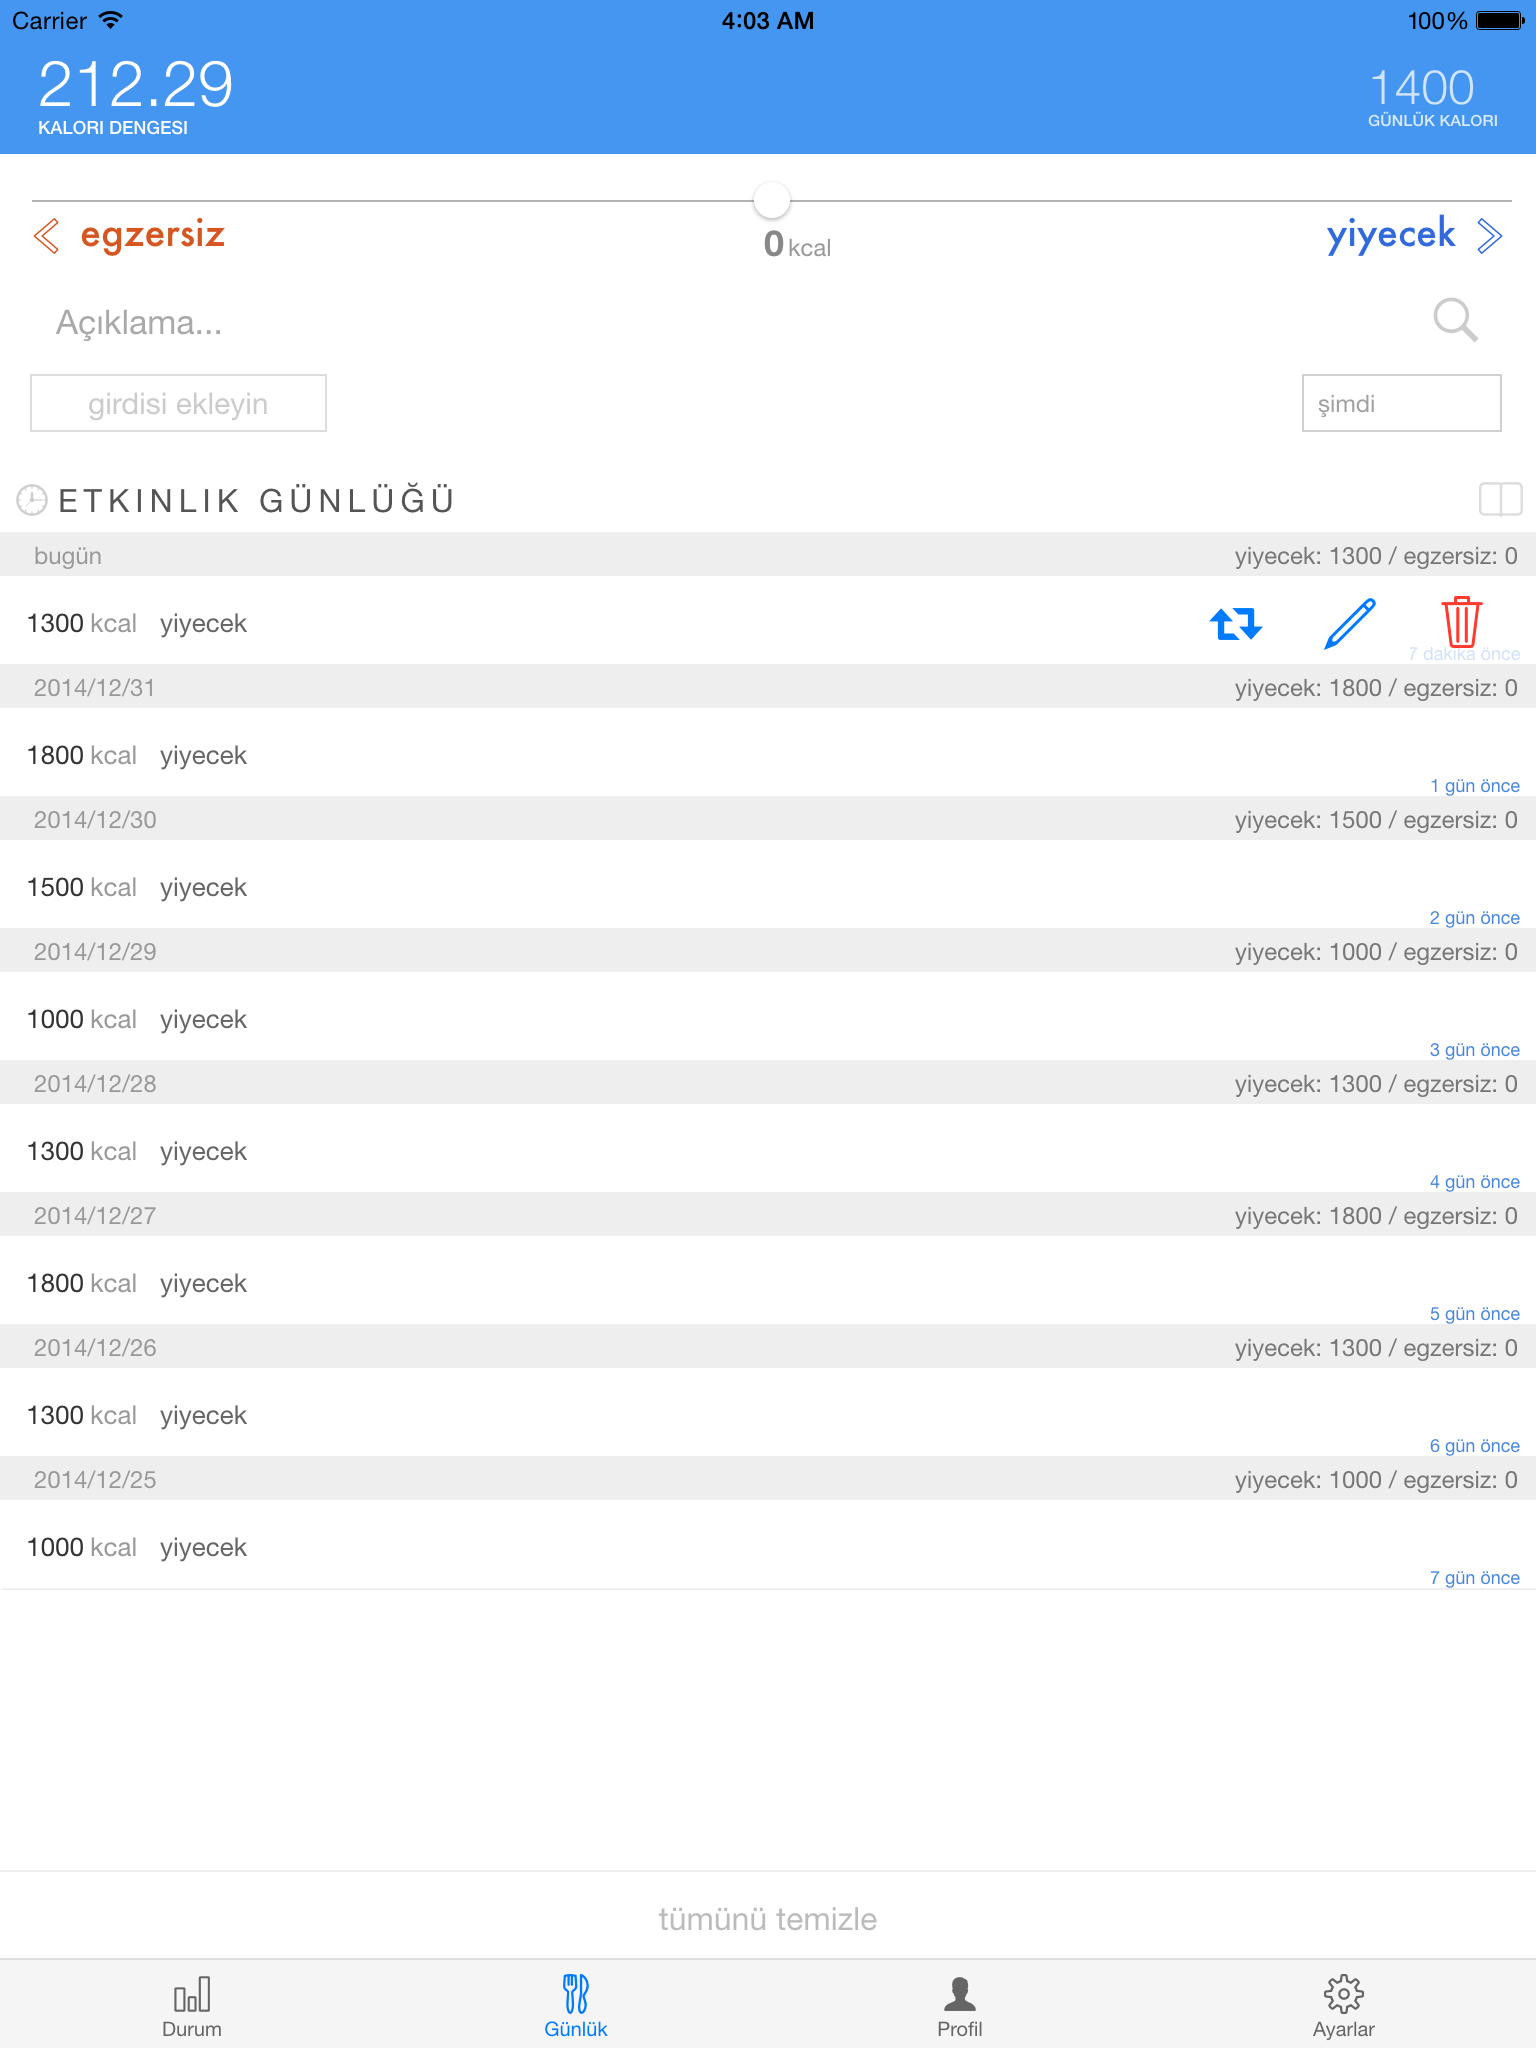 Carrier 4:03 AM 100%
212.29
KALORI DENGESI
1400
GÜNLÜK KALORI
egzersiz
0 kcal
yiyecek
Açıklama...
girdisi ekleyin
şimdi
ETKINLIK GÜNLÜĞÜ
bugün yiyecek: 1300 / egzersiz: 0
1300 kcal yiyecek
7 dakika önce
2014/12/31 yiyecek: 1800 / egzersiz: 0
1800 kcal yiyecek
1 gün önce
2014/12/30 yiyecek: 1500 / egzersiz: 0
1500 kcal yiyecek
2 gün önce
2014/12/29 yiyecek: 1000 / egzersiz: 0
1000 kcal yiyecek
3 gün önce
2014/12/28 yiyecek: 1300 / egzersiz: 0
1300 kcal yiyecek
4 gün önce
2014/12/27 yiyecek: 1800 / egzersiz: 0
1800 kcal yiyecek
5 gün önce
2014/12/26 yiyecek: 1300 / egzersiz: 0
1300 kcal yiyecek
6 gün önce
2014/12/25 yiyecek: 1000 / egzersiz: 0
1000 kcal yiyecek
7 gün önce
tümünü temizle
Durum Günlük Profil Ayarlar